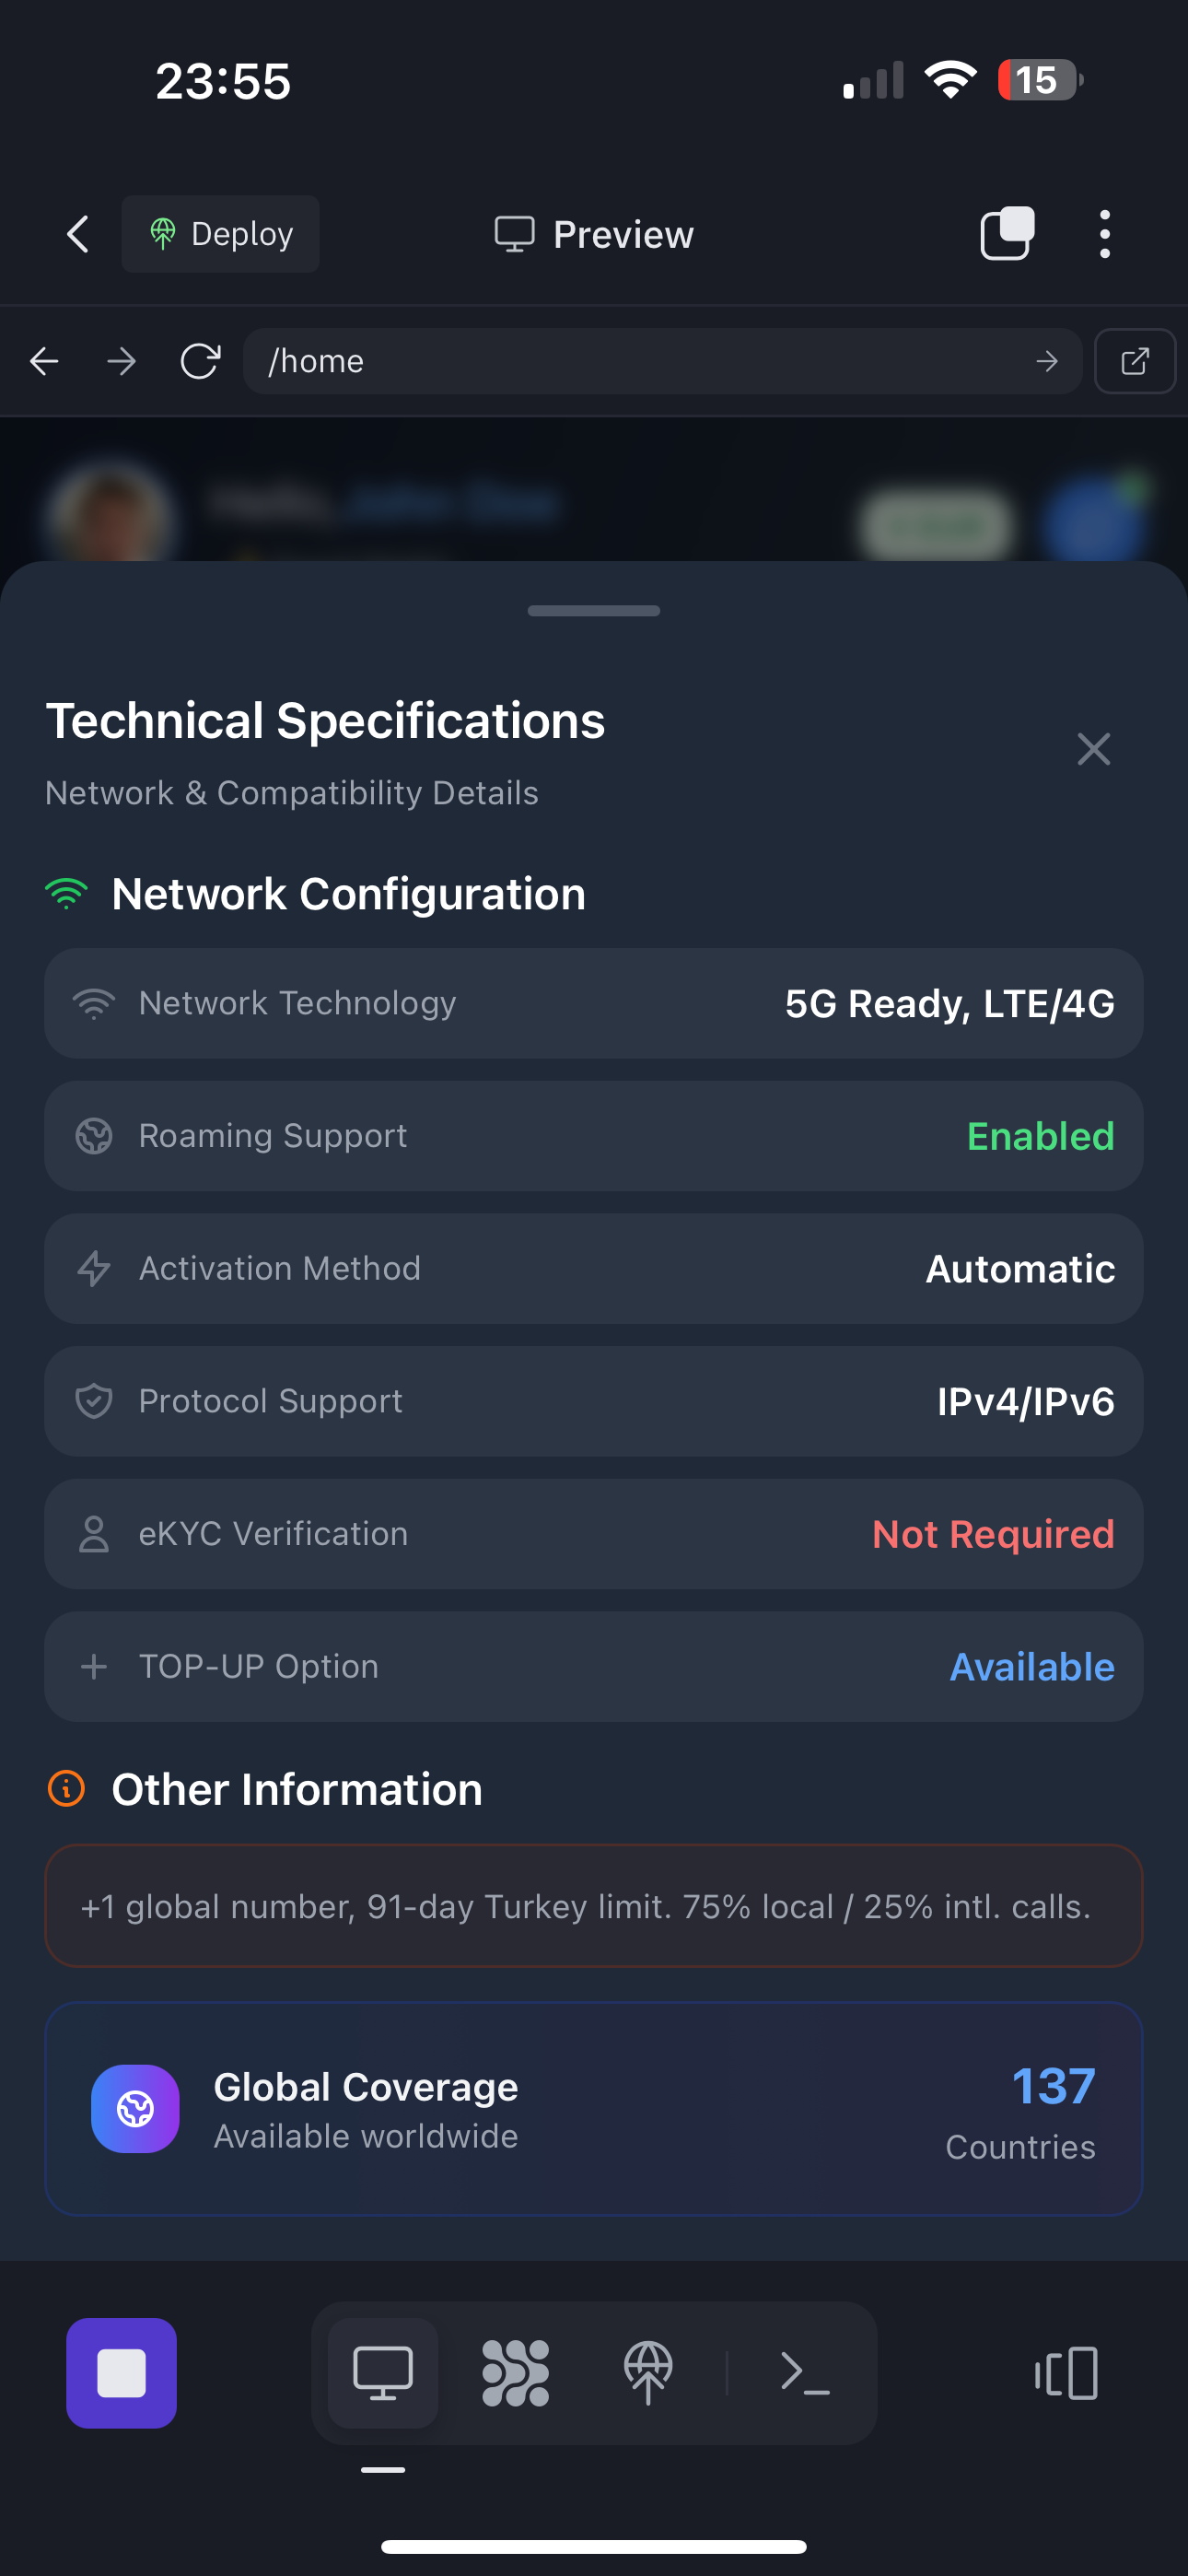 23:55
15
Deploy
Preview
/home
Hello, John Doe
Technical Specifications
Network & Compatibility Details
Network Configuration
Network Technology
5G Ready, LTE/4G
Roaming Support
Enabled
Activation Method
Automatic
Protocol Support
IPv4/IPv6
eKYC Verification
Not Required
TOP-UP Option
Available
Other Information
+1 global number, 91-day Turkey limit. 75% local / 25% intl. calls.
Global Coverage
Available worldwide
137
Countries